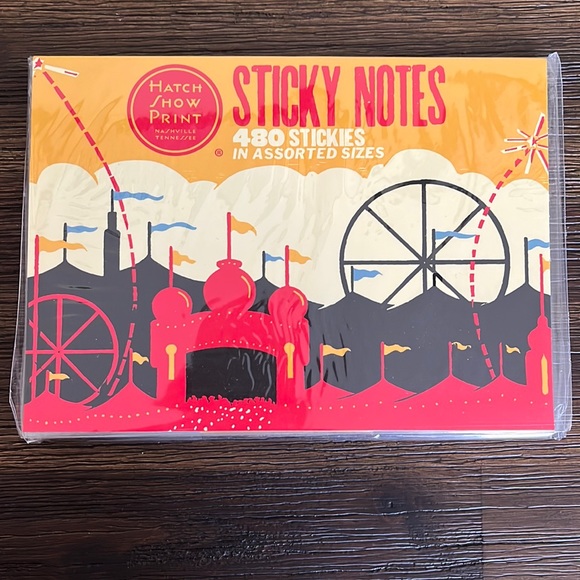 HATCH
SHOW
PRINT
NASHVILLE
TENNESSEE
®
STICKY NOTES
480 STICKIES
IN ASSORTED SIZES